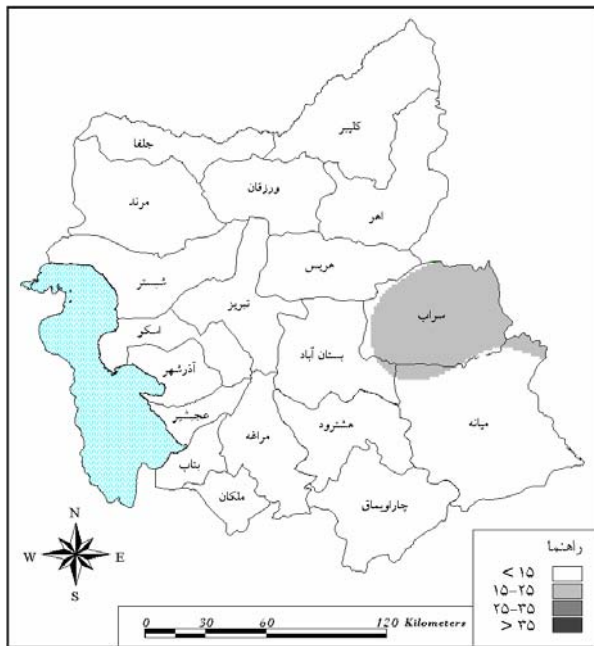 کلیبر
جلفا
ورزقان
مرند
اهر
هریس
شبستر
تبریز
سراب
اسکو
بستان آباد
آذرشهر
میانه
عجبشیر
هشترود
مراغه
بناب
ملکان
چاراویماق
N
W E
S
راهنما
< ۱۵
۱۵-۲۵
۲۵-۳۵
> ۳۵
0 30 60 120 Kilometers